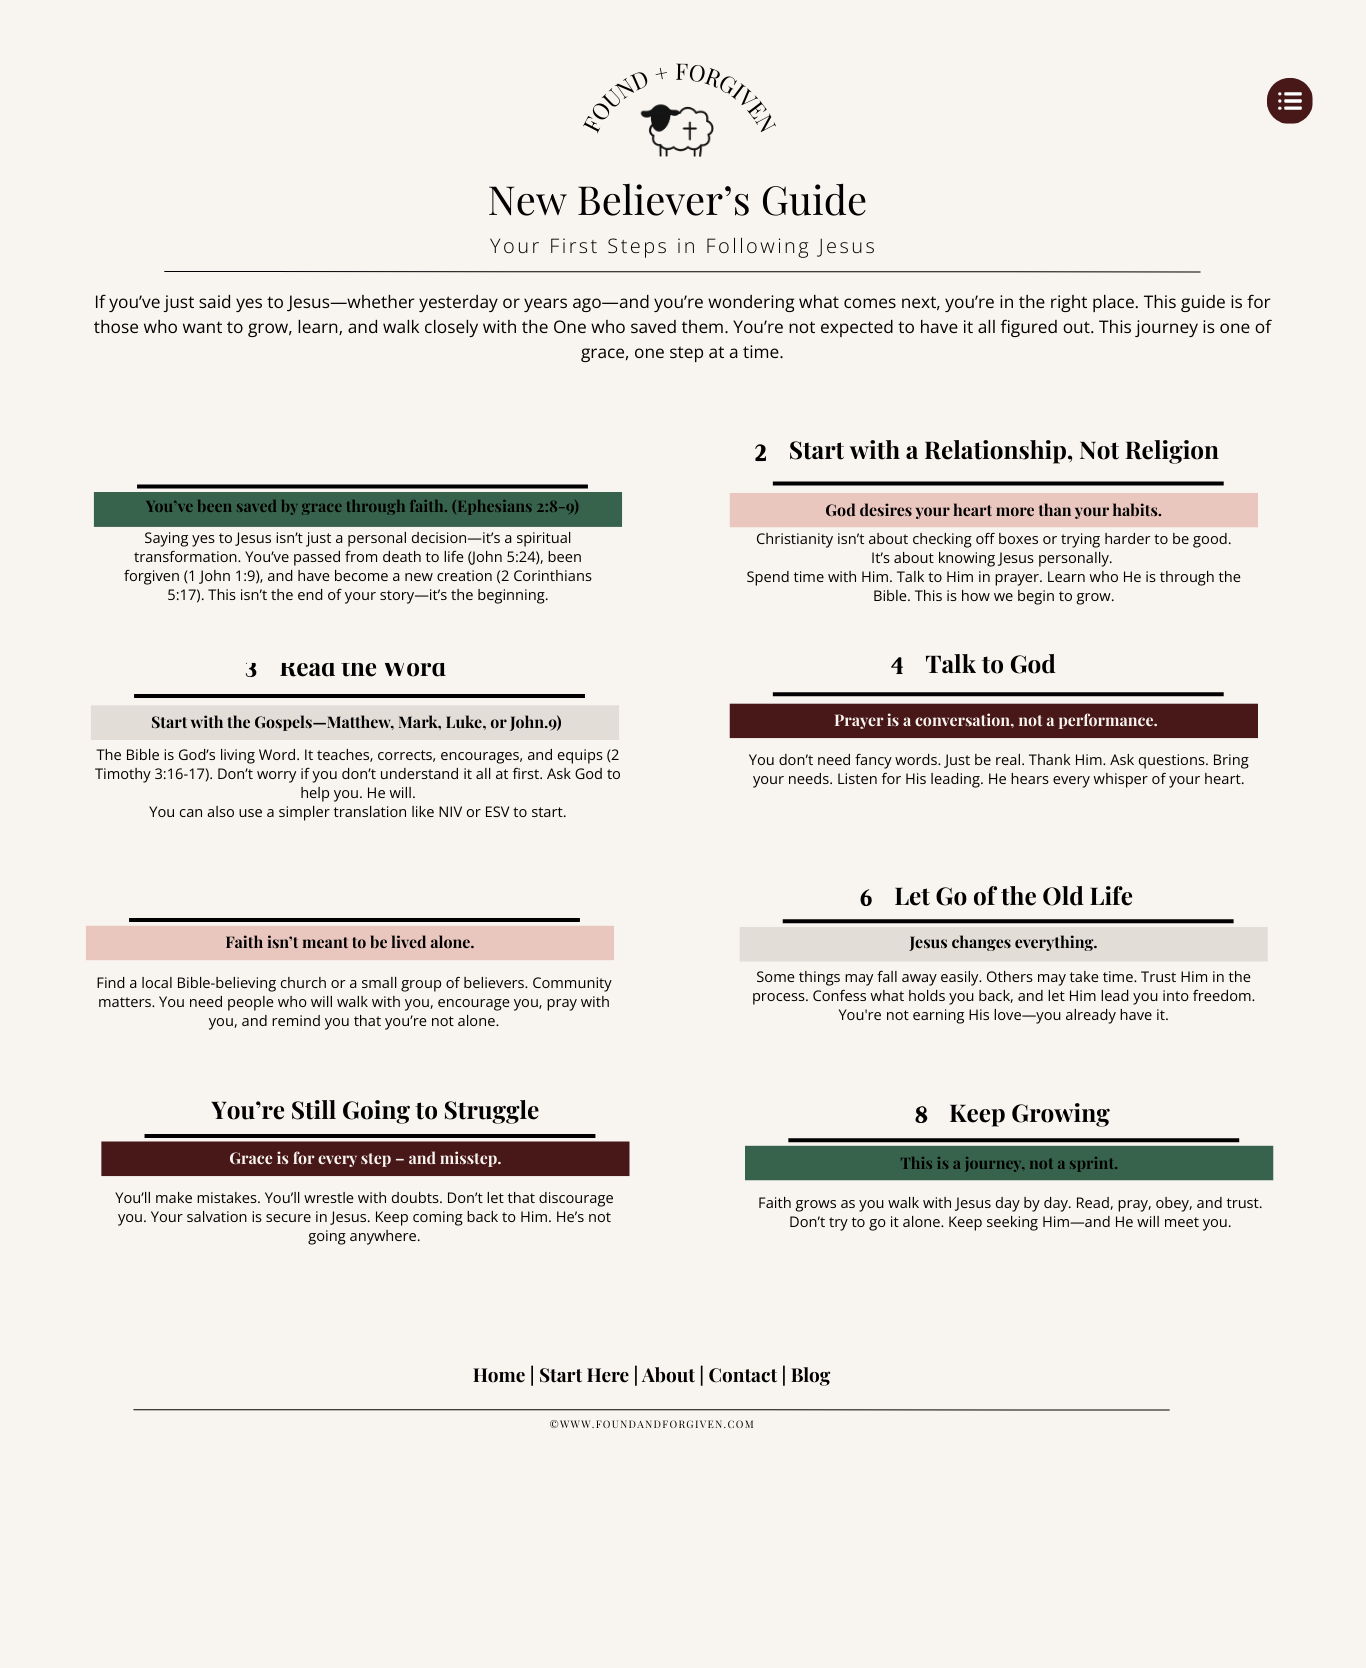 FOUND + FORGIVEN
New Believer’s Guide
Your First Steps in Following Jesus
If you’ve just said yes to Jesus—whether yesterday or years ago—and you’re wondering what comes next, you’re in the right place. This guide is for
those who want to grow, learn, and walk closely with the One who saved them. You’re not expected to have it all figured out. This journey is one of
grace, one step at a time.
You’ve been saved by grace through faith. (Ephesians 2:8-9)
Saying yes to Jesus isn’t just a personal decision—it’s a spiritual
transformation. You’ve passed from death to life (John 5:24), been
forgiven (1 John 1:9), and have become a new creation (2 Corinthians
5:17). This isn’t the end of your story—it’s the beginning.
2 Start with a Relationship, Not Religion
God desires your heart more than your habits.
Christianity isn’t about checking off boxes or trying harder to be good.
It’s about knowing Jesus personally.
Spend time with Him. Talk to Him in prayer. Learn who He is through the
Bible. This is how we begin to grow.
3 Read the Word
Start with the Gospels—Matthew, Mark, Luke, or John.9)
The Bible is God’s living Word. It teaches, corrects, encourages, and equips (2
Timothy 3:16-17). Don’t worry if you don’t understand it all at first. Ask God to
help you. He will.
You can also use a simpler translation like NIV or ESV to start.
4 Talk to God
Prayer is a conversation, not a performance.
You don’t need fancy words. Just be real. Thank Him. Ask questions. Bring
your needs. Listen for His leading. He hears every whisper of your heart.
Faith isn’t meant to be lived alone.
Find a local Bible-believing church or a small group of believers. Community
matters. You need people who will walk with you, encourage you, pray with
you, and remind you that you’re not alone.
6 Let Go of the Old Life
Jesus changes everything.
Some things may fall away easily. Others may take time. Trust Him in the
process. Confess what holds you back, and let Him lead you into freedom.
You're not earning His love—you already have it.
You’re Still Going to Struggle
Grace is for every step – and misstep.
You’ll make mistakes. You’ll wrestle with doubts. Don’t let that discourage
you. Your salvation is secure in Jesus. Keep coming back to Him. He’s not
going anywhere.
8 Keep Growing
This is a journey, not a sprint.
Faith grows as you walk with Jesus day by day. Read, pray, obey, and trust.
Don’t try to go it alone. Keep seeking Him—and He will meet you.
Home | Start Here | About | Contact | Blog
©WWW.FOUNDANDFORGIVEN.COM